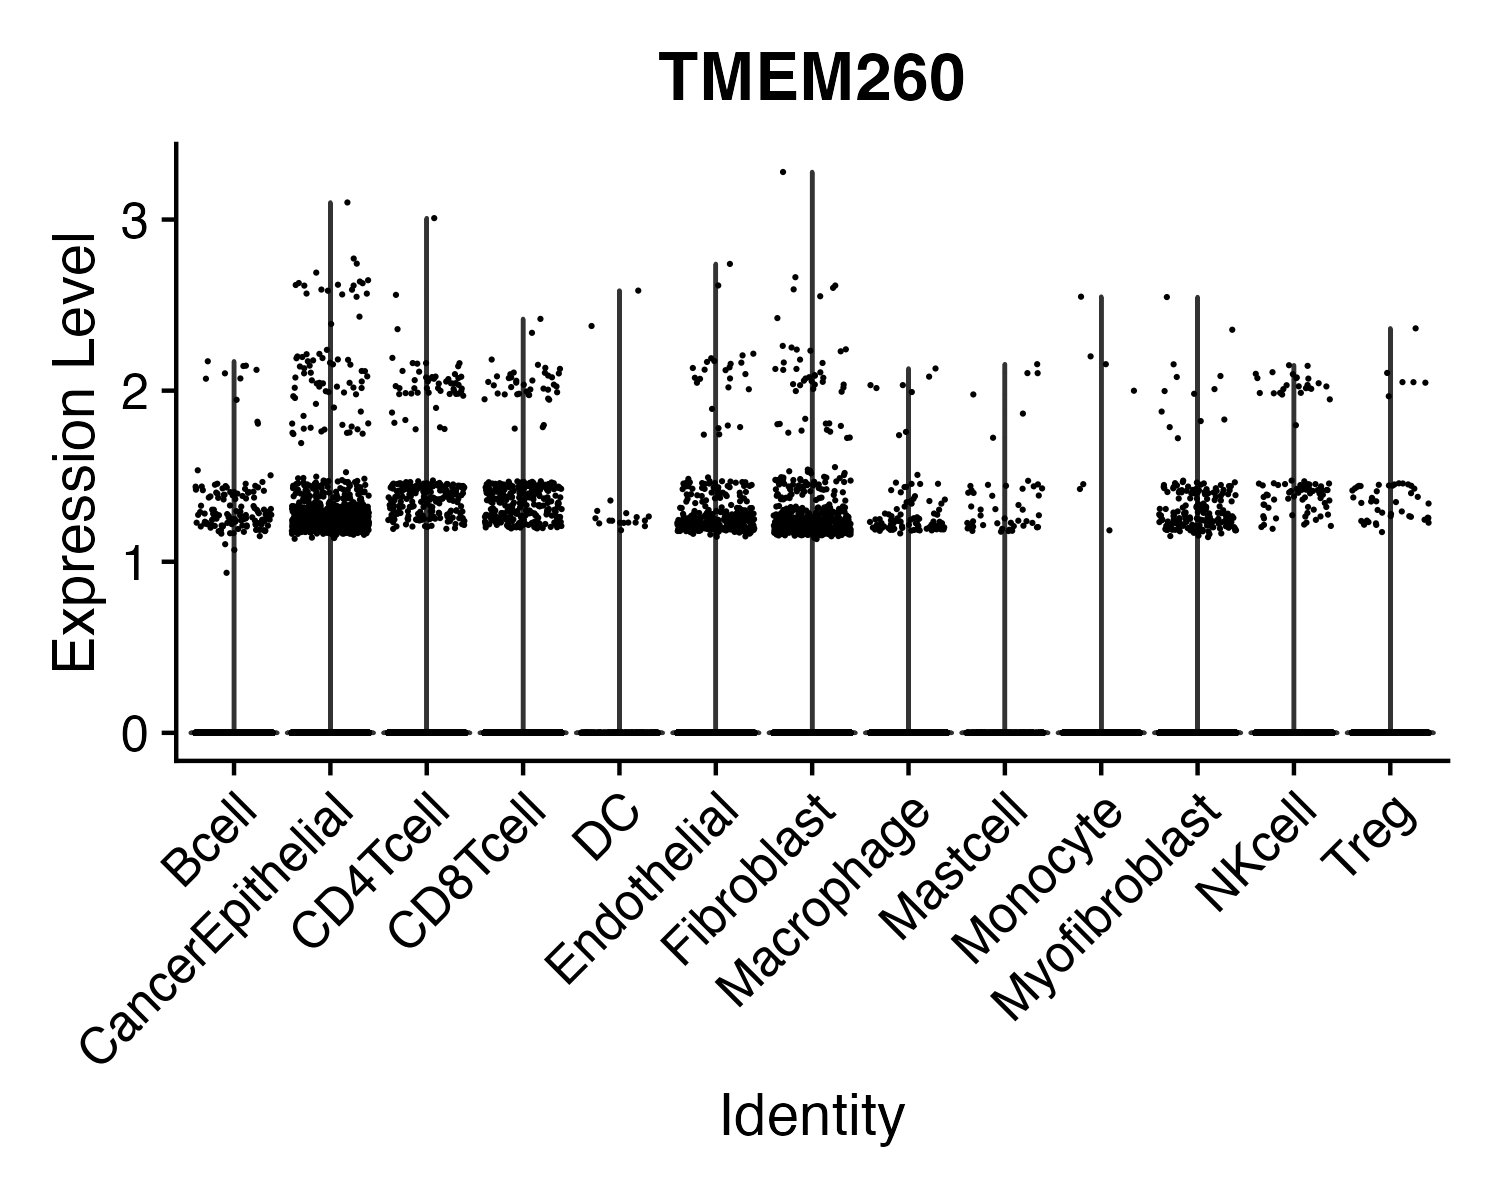 TMEM260
Expression Level
3
2
1
0
Bcell
CancerEpithelial
CD4Tcell
CD8Tcell
DC
Endothelial
Fibroblast
Macrophage
Mastcell
Monocyte
Myofibroblast
NKcell
Treg
Identity